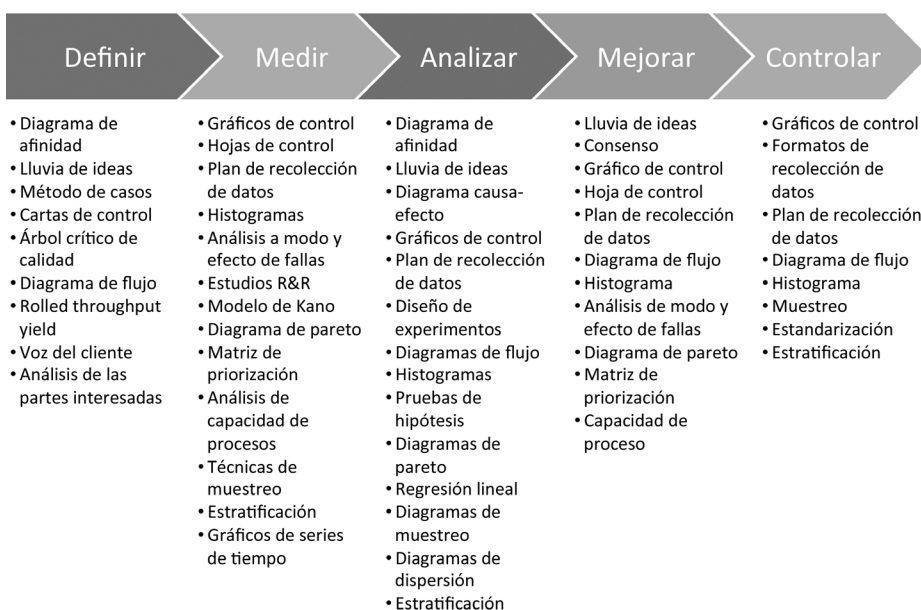 Definir
Medir
Analizar
Mejorar
Controlar
• Diagrama de
afinidad
• Lluvia de ideas
• Método de casos
• Cartas de control
• Árbol crítico de
calidad
• Diagrama de flujo
• Rolled throughput
yield
• Voz del cliente
• Análisis de las
partes interesadas
• Gráficos de control
• Hojas de control
• Plan de recolección
de datos
• Histogramas
• Análisis a modo y
efecto de fallas
• Estudios R&R
• Modelo de Kano
• Diagrama de pareto
• Matriz de
priorización
• Análisis de
capacidad de
procesos
• Técnicas de
muestreo
• Estratificación
• Gráficos de series
de tiempo
• Diagrama de
afinidad
• Lluvia de ideas
• Diagrama causa-
efecto
• Gráficos de control
• Plan de recolección
de datos
• Diseño de
experimentos
• Diagramas de flujo
• Histogramas
• Pruebas de
hipótesis
• Diagramas de
pareto
• Regresión lineal
• Diagramas de
muestreo
• Diagramas de
dispersión
• Estratificación
• Lluvia de ideas
• Consenso
• Gráfico de control
• Hoja de control
• Plan de recolección
de datos
• Diagrama de flujo
• Histograma
• Análisis de modo y
efecto de fallas
• Diagrama de pareto
• Matriz de
priorización
• Capacidad de
proceso
• Gráficos de control
• Formatos de
recolección de
datos
• Plan de recolección
de datos
• Diagrama de flujo
• Histograma
• Muestreo
• Estandarización
• Estratificación